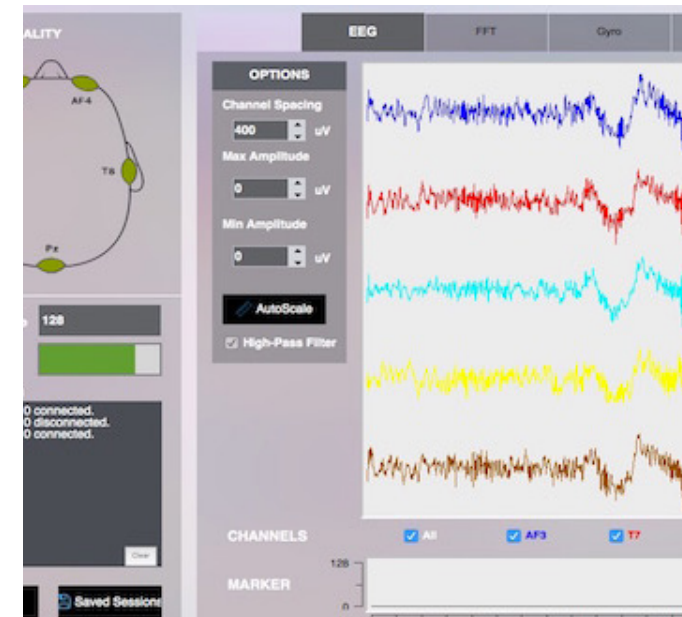 ALITY
EEG
FFT
Gyro
OPTIONS
Channel Spacing
400 uV
Max Amplitude
0 uV
Min Amplitude
0 uV
AutoScale
High-Pass Filter
AF4
T8
Pz
128
0 connected.
0 disconnected.
0 connected.
Clear
Saved Sessions
CHANNELS
All
AF3
T7
MARKER
128
0